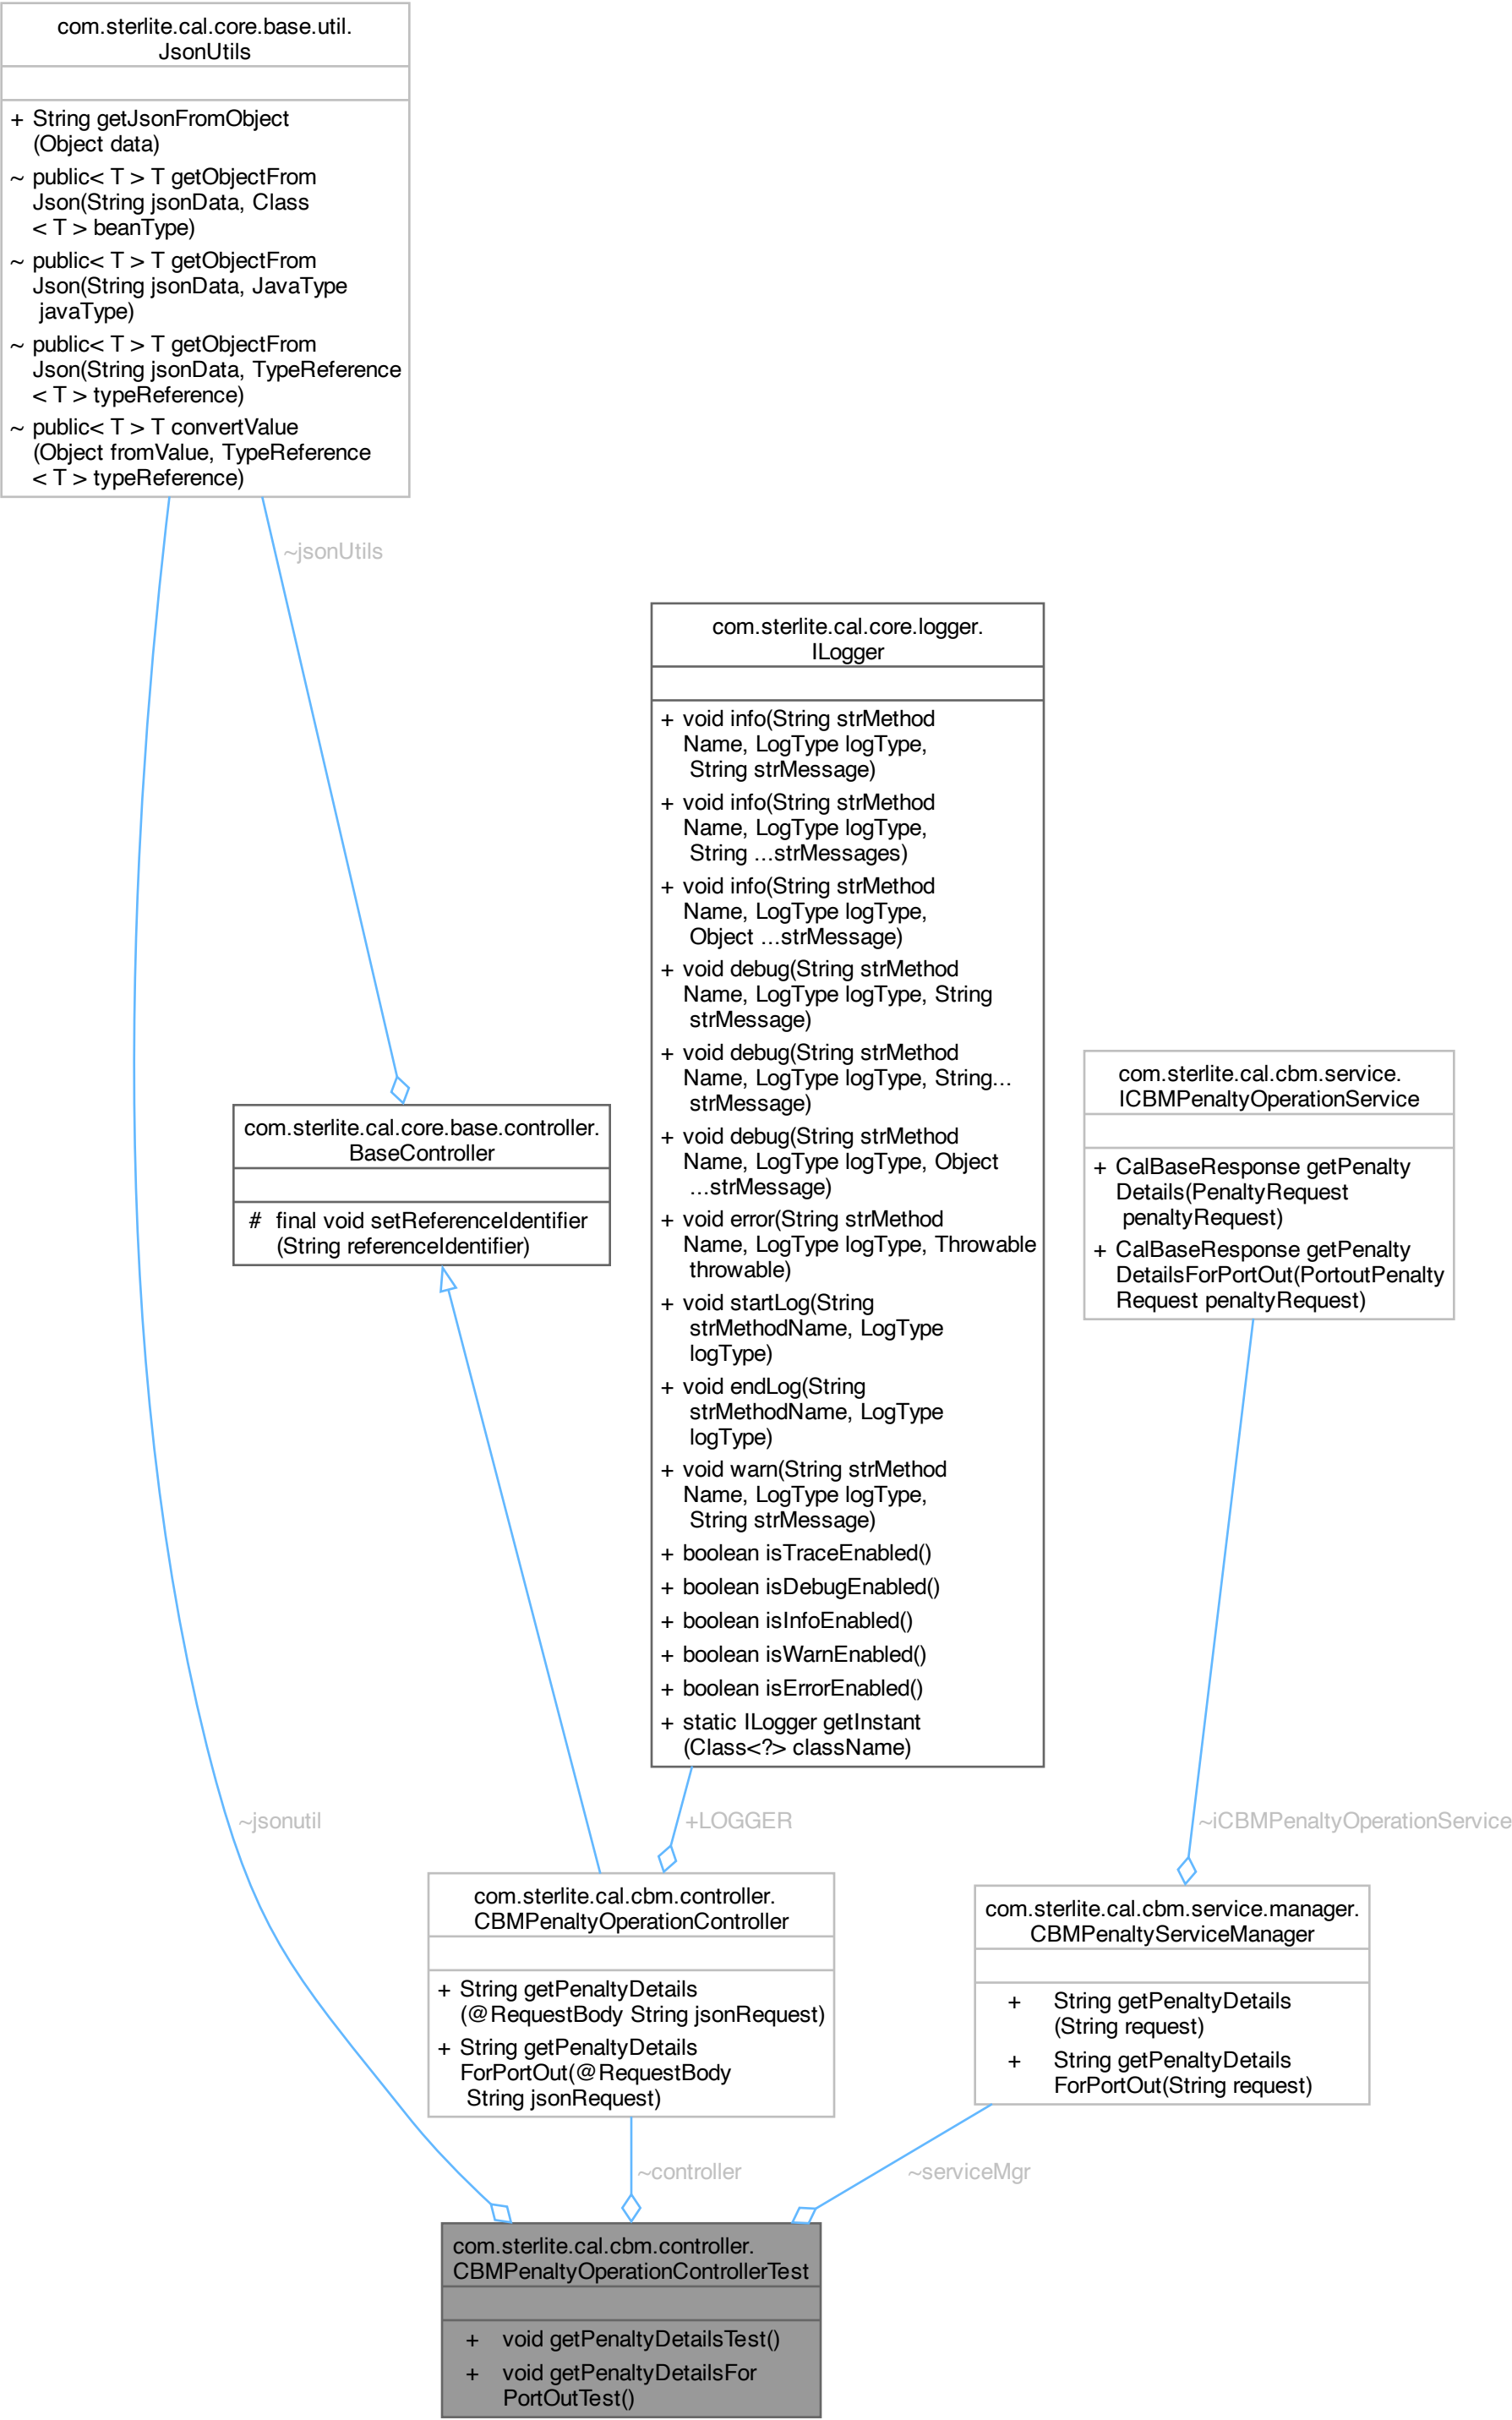 com.sterlite.cal.core.base.util.
JsonUtils
+ String getJsonFromObject
(Object data)
~ public< T > T getObjectFrom
Json(String jsonData, Class
< T > beanType)
~ public< T > T getObjectFrom
Json(String jsonData, JavaType
javaType)
~ public< T > T getObjectFrom
Json(String jsonData, TypeReference
< T > typeReference)
~ public< T > T convertValue
(Object fromValue, TypeReference
< T > typeReference)
~jsonUtils
com.sterlite.cal.core.logger.
ILogger
+ void info(String strMethod
Name, LogType logType,
String strMessage)
+ void info(String strMethod
Name, LogType logType,
String ...strMessages)
+ void info(String strMethod
Name, LogType logType,
Object ...strMessage)
+ void debug(String strMethod
Name, LogType logType, String
strMessage)
+ void debug(String strMethod
Name, LogType logType, String...
strMessage)
+ void debug(String strMethod
Name, LogType logType, Object
...strMessage)
+ void error(String strMethod
Name, LogType logType, Throwable
throwable)
+ void startLog(String
strMethodName, LogType
logType)
+ void endLog(String
strMethodName, LogType
logType)
+ void warn(String strMethod
Name, LogType logType,
String strMessage)
+ boolean isTraceEnabled()
+ boolean isDebugEnabled()
+ boolean isInfoEnabled()
+ boolean isWarnEnabled()
+ boolean isErrorEnabled()
+ static ILogger getInstant
(Class<?> className)
com.sterlite.cal.core.base.controller.
BaseController
# final void setReferenceIdentifier
(String referenceIdentifier)
com.sterlite.cal.cbm.service.
ICBMPenaltyOperationService
+ CalBaseResponse getPenalty
Details(PenaltyRequest
penaltyRequest)
+ CalBaseResponse getPenalty
DetailsForPortOut(PortoutPenalty
Request penaltyRequest)
~jsonutil
+LOGGER
~iCBMPenaltyOperationService
com.sterlite.cal.cbm.controller.
CBMPenaltyOperationController
+ String getPenaltyDetails
(@RequestBody String jsonRequest)
+ String getPenaltyDetails
ForPortOut(@RequestBody
String jsonRequest)
com.sterlite.cal.cbm.service.manager.
CBMPenaltyServiceManager
+ String getPenaltyDetails
(String request)
+ String getPenaltyDetails
ForPortOut(String request)
~controller
~serviceMgr
com.sterlite.cal.cbm.controller.
CBMPenaltyOperationControllerTest
+ void getPenaltyDetailsTest()
+ void getPenaltyDetailsFor
PortOutTest()